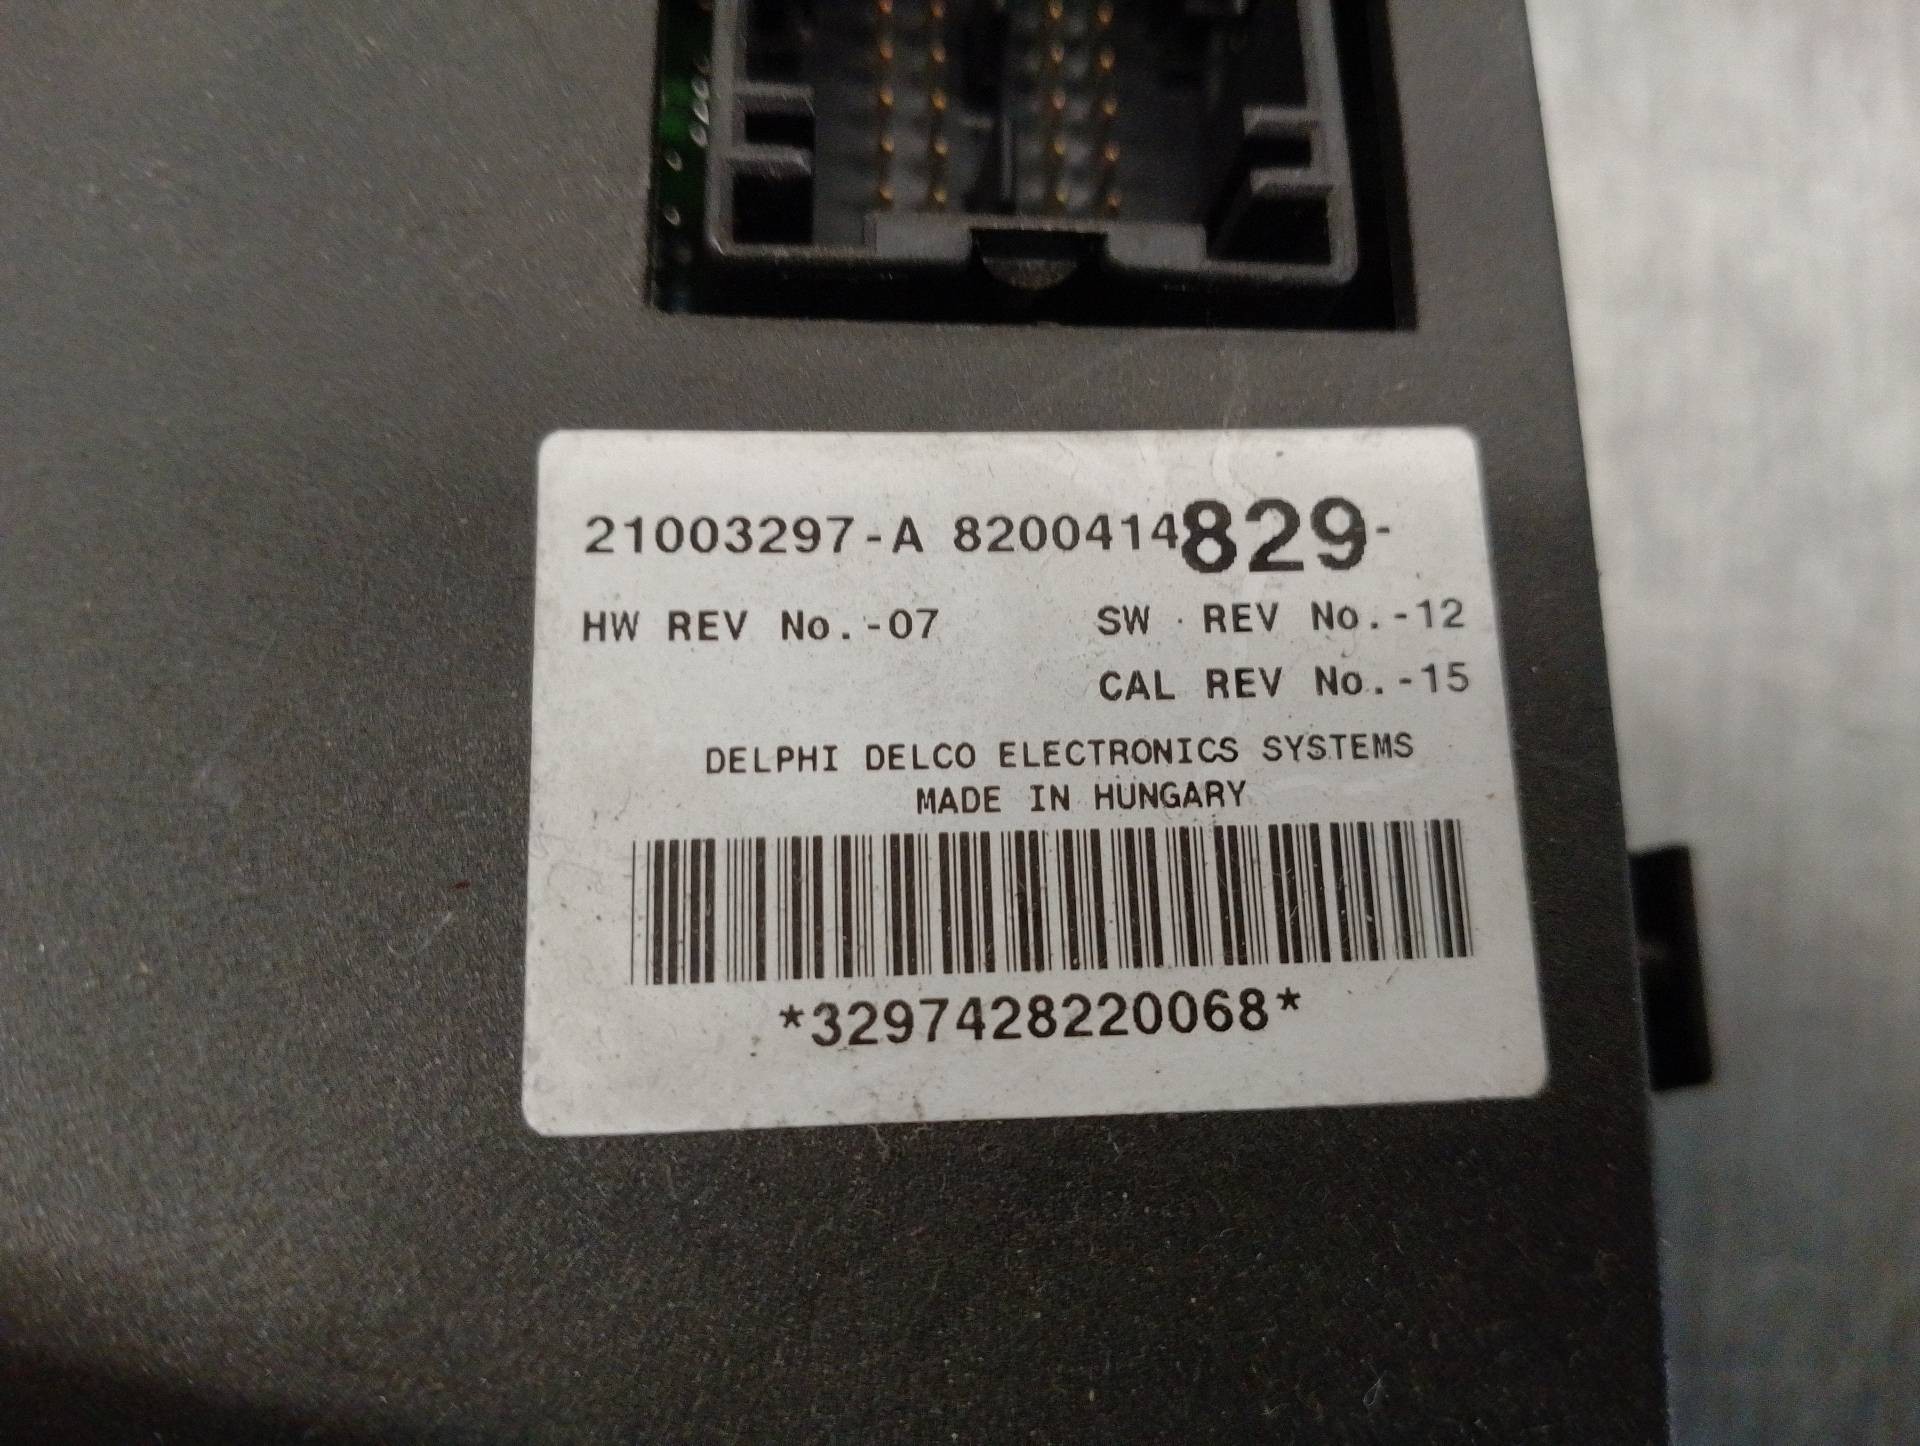 21003297-A 8200414829-
HW REV No.-07 SW REV No.-12
CAL REV No.-15
DELPHI DELCO ELECTRONICS SYSTEMS
MADE IN HUNGARY
*3297428220068*